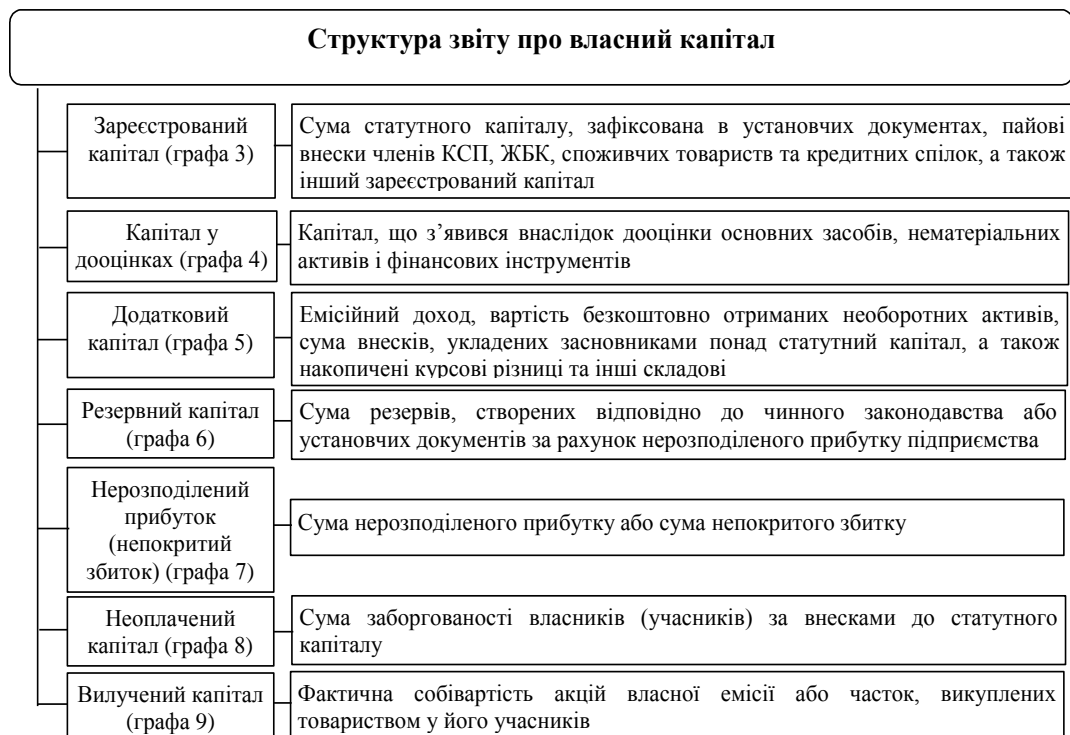 Структура звіту про власний капітал
Зареєстрований
капітал (графа 3)
Сума статутного капіталу, зафіксована в установчих документах, пайові
внески членів КСП, ЖБК, споживчих товариств та кредитних спілок, а також
інший зареєстрований капітал
Капітал у
дооцінках (графа 4)
Капітал, що з’явився внаслідок дооцінки основних засобів, нематеріальних
активів і фінансових інструментів
Додатковий
капітал (графа 5)
Емісійний доход, вартість безкоштовно отриманих необоротних активів,
сума внесків, укладених засновниками понад статутний капітал, а також
накопичені курсові різниці та інші складові
Резервний капітал
(графа 6)
Сума резервів, створених відповідно до чинного законодавства або
установчих документів за рахунок нерозподіленого прибутку підприємства
Нерозподілений
прибуток
(непокритий
збиток) (графа 7)
Сума нерозподіленого прибутку або сума непокритого збитку
Неоплачений
капітал (графа 8)
Сума заборгованості власників (учасників) за внесками до статутного
капіталу
Вилучений капітал
(графа 9)
Фактична собівартість акцій власної емісії або часток, викуплених
товариством у його учасників